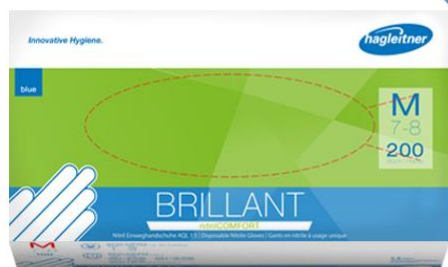 Innovative Hygiene.
hagleitner
blue
M
7-8
200
BRILLANT
nitrilCOMFORT
Nitril Einweghandschuhe AQL 1.5 | Disposable Nitrile Gloves | Gants en nitrile à usage unique
M